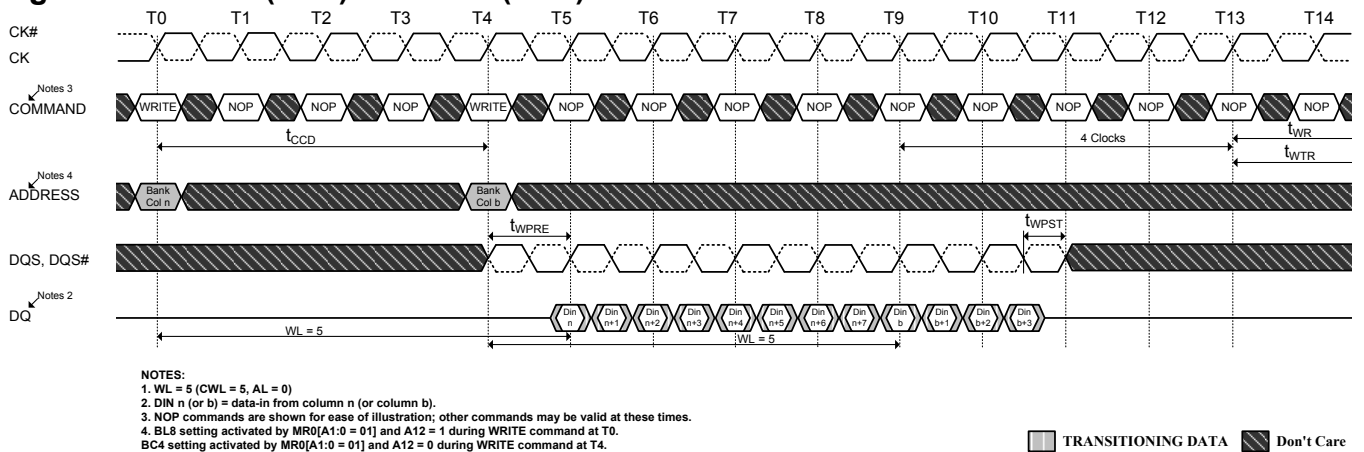 T0 T1 T2 T3 T4 T5 T6 T7 T8 T9 T10 T11 T12 T13 T14
CK#
CK
Notes 3
COMMAND
WRITE NOP NOP NOP WRITE NOP NOP NOP NOP NOP NOP NOP NOP NOP NOP
tCCD
4 Clocks
tWR
tWTR
Notes 4
ADDRESS
Bank
Col n
Bank
Col b
tWPRE
tWPST
DQS, DQS#
Notes 2
DQ
Din
n
Din
n+1
Din
n+2
Din
n+3
Din
n+4
Din
n+5
Din
n+6
Din
n+7
Din
b
Din
b+1
Din
b+2
Din
b+3
WL = 5
WL = 5
NOTES:
1. WL = 5 (CWL = 5, AL = 0)
2. DIN n (or b) = data-in from column n (or column b).
3. NOP commands are shown for ease of illustration; other commands may be valid at these times.
4. BL8 setting activated by MR0[A1:0 = 01] and A12 = 1 during WRITE command at T0.
BC4 setting activated by MR0[A1:0 = 01] and A12 = 0 during WRITE command at T4.
TRANSITIONING DATA
Don't Care